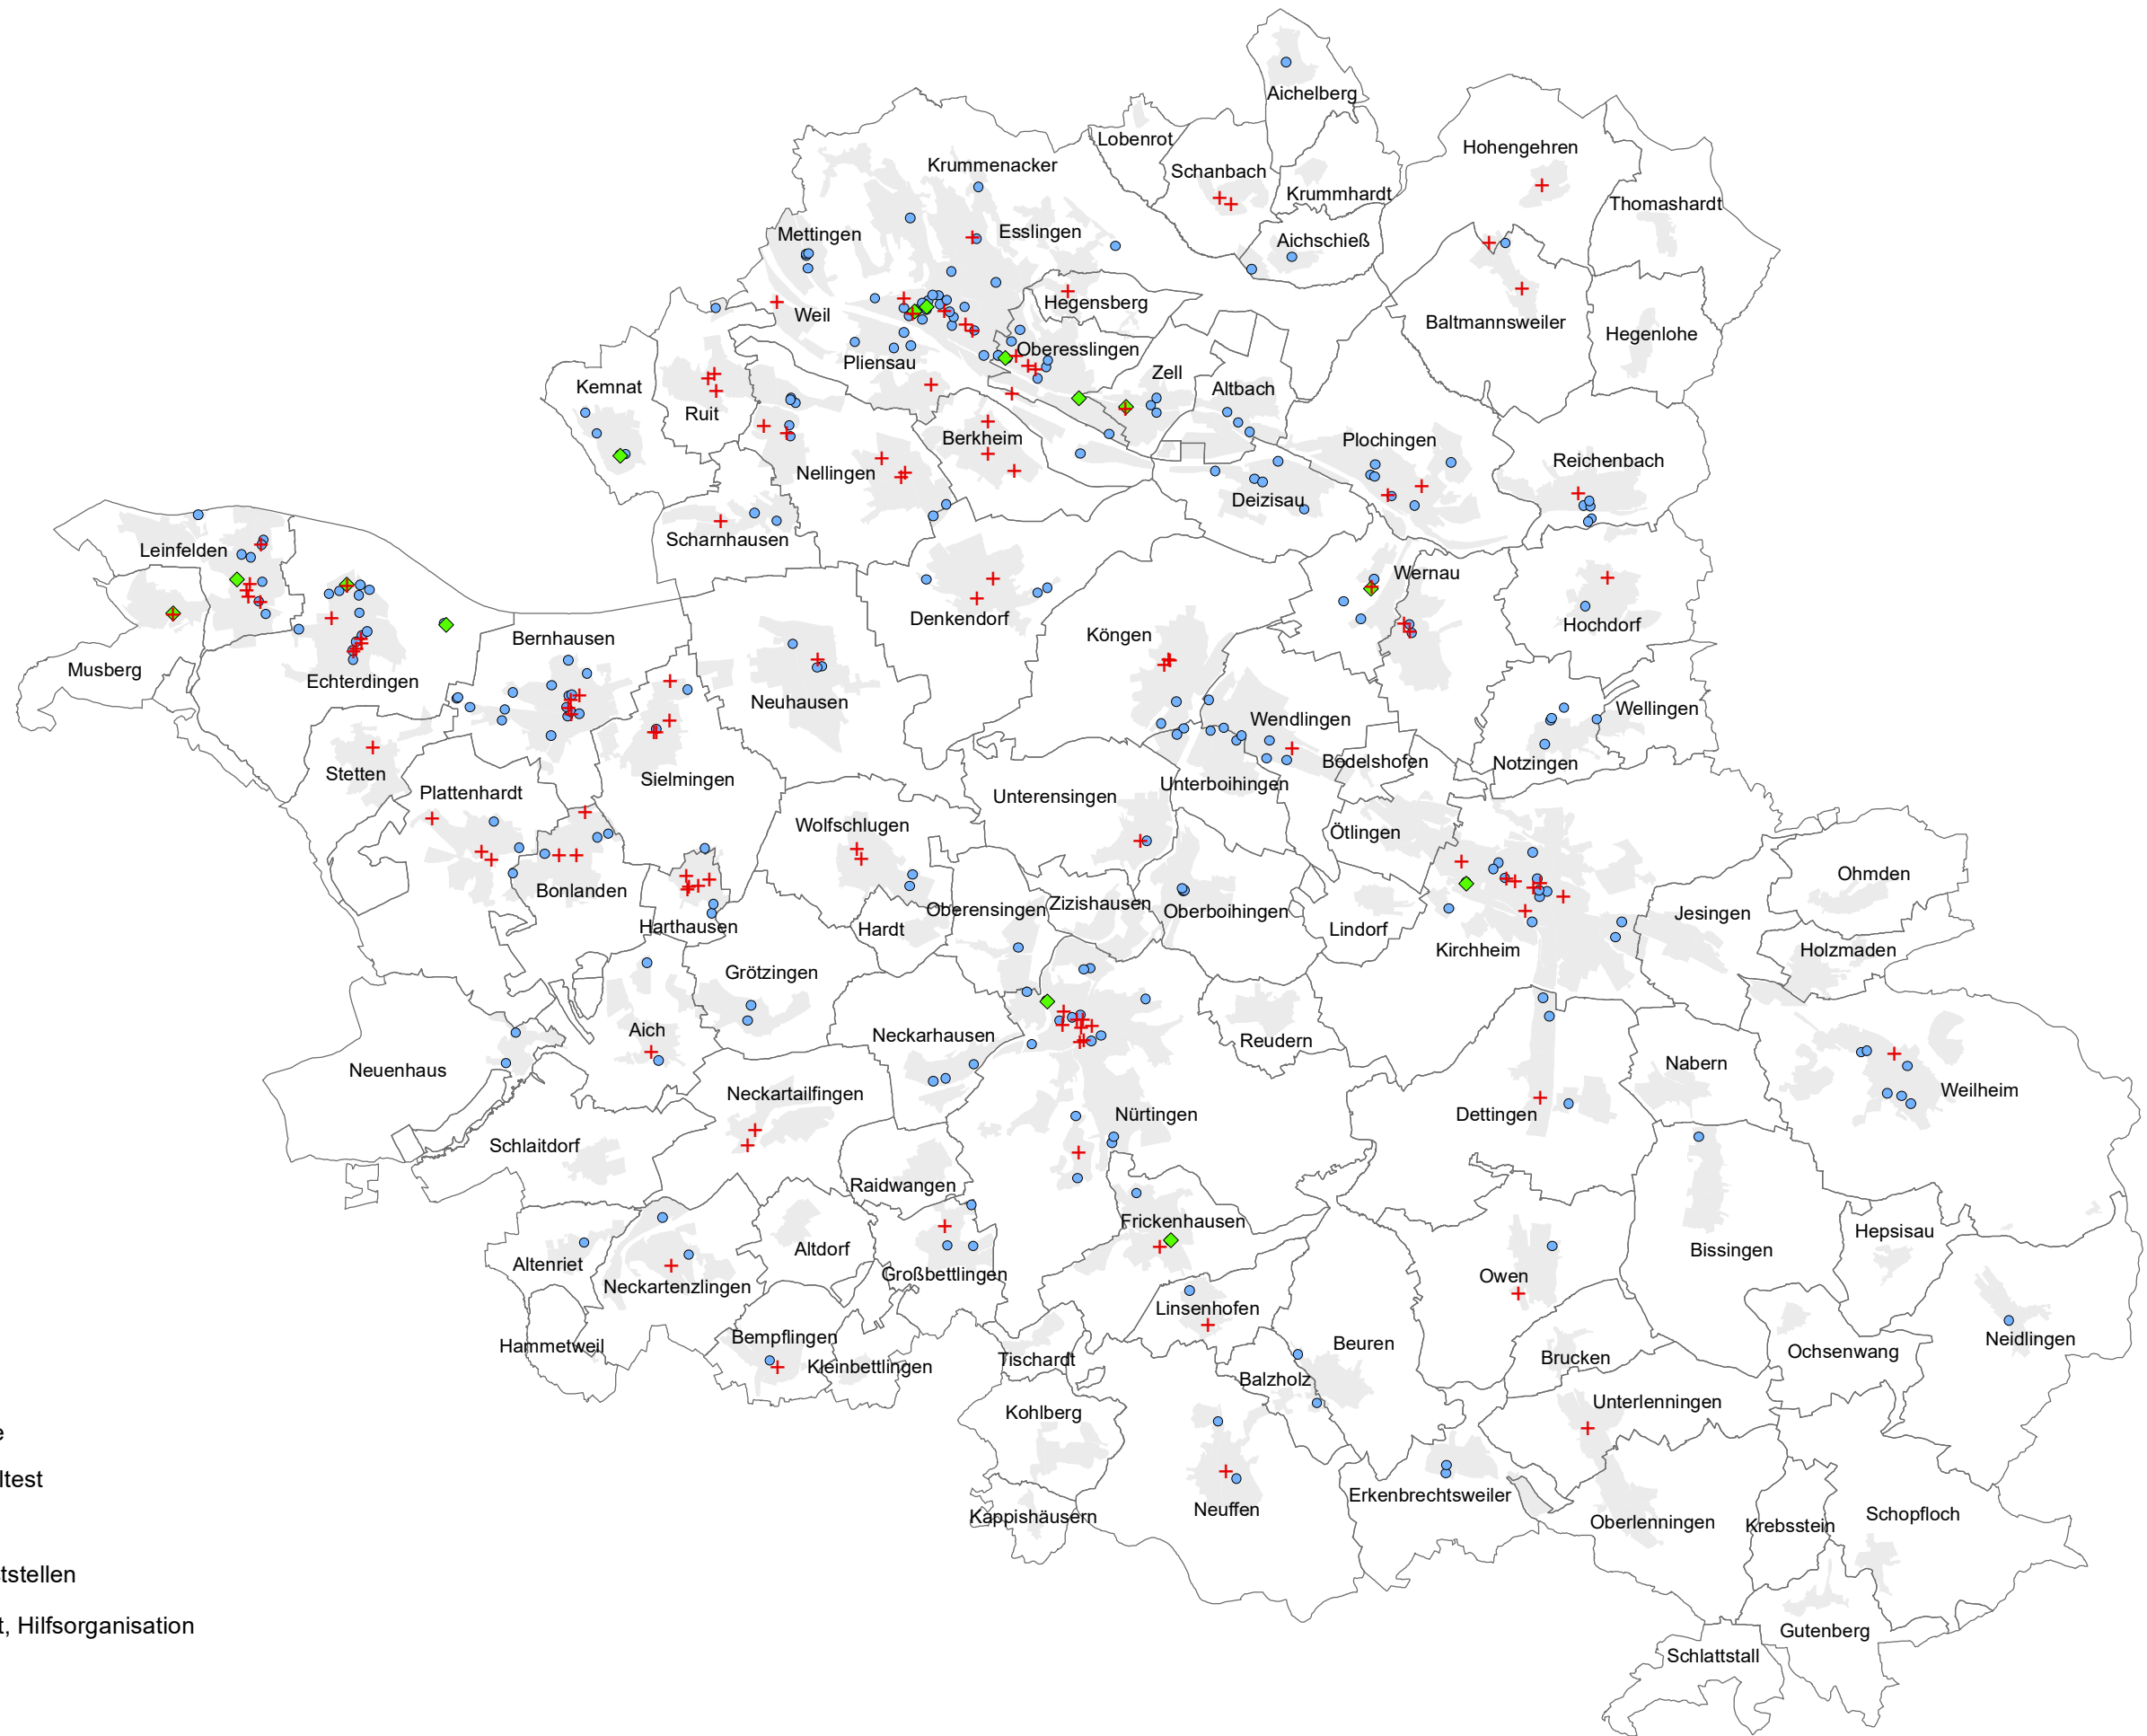 Aichelberg
Lobenrot
Hohengehren
Krummenacker
Schanbach
Krummhardt
Thomashardt
Mettingen
Esslingen
Aichschieß
Hegensberg
Weil
Baltmannsweiler
Hegenlohe
Oberesslingen
Pliensau
Zell
Kemnat
Altbach
Ruit
Berkheim
Plochingen
Reichenbach
Nellingen
Deizisau
Scharnhausen
Leinfelden
Wernau
Denkendorf
Hochdorf
Köngen
Bernhausen
Musberg
Echterdingen
Neuhausen
Wellingen
Wendlingen
Bodelshofen
Notzingen
Stetten
Sielmingen
Unterboihingen
Plattenhardt
Unterensingen
Wolfschlugen
Ötlingen
Ohmden
Bonlanden
Zizishausen
Oberensingen
Oberboihingen
Jesingen
Harthausen
Hardt
Lindorf
Kirchheim
Holzmaden
Grötzingen
Aich
Neckarhausen
Reudern
Neuenhaus
Nabern
Weilheim
Neckartailfingen
Nürtingen
Dettingen
Schlaitdorf
Raidwangen
Frickenhausen
Hepsisau
Altdorf
Bissingen
Altenriet
Großbettlingen
Owen
Neckartenzlingen
Linsenhofen
Bempflingen
Beuren
Neidlingen
Hammetweil
Ochsenwang
Tischardt
Brucken
Kleinbettlingen
Balzholz
Unterlenningen
Kohlberg
e
ltest
Erkenbrechtsweiler
Neuffen
Kappishäusern
Schopfloch
Oberlenningen
Krebsstein
tstellen
t, Hilfsorganisation
Gutenberg
Schlattstall